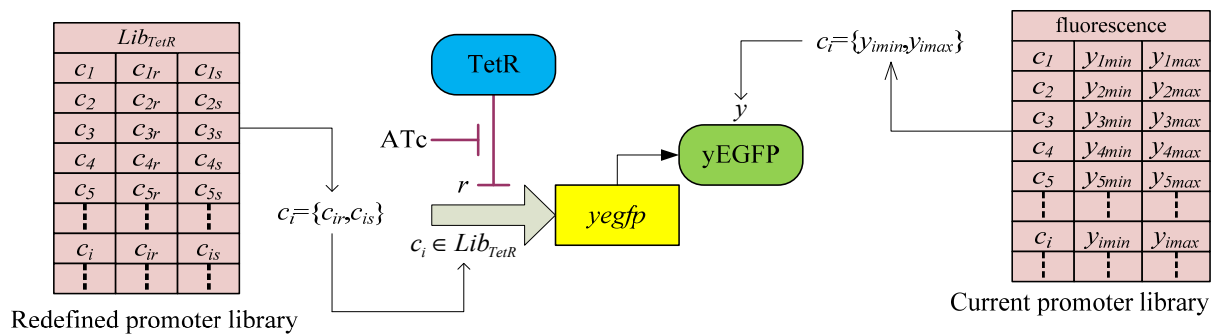 Lib_TetR
c_1 c_1r c_1s
c_2 c_2r c_2s
c_3 c_3r c_3s
c_4 c_4r c_4s
c_5 c_5r c_5s
c_i c_ir c_is
Redefined promoter library
c_i={c_ir,c_is}
TetR
ATc
r
c_i ∈ Lib_TetR
yegfp
yEGFP
y
c_i={y_imin,y_imax}
fluorescence
c_1 y_1min y_1max
c_2 y_2min y_2max
c_3 y_3min y_3max
c_4 y_4min y_4max
c_5 y_5min y_5max
c_i y_imin y_imax
Current promoter library